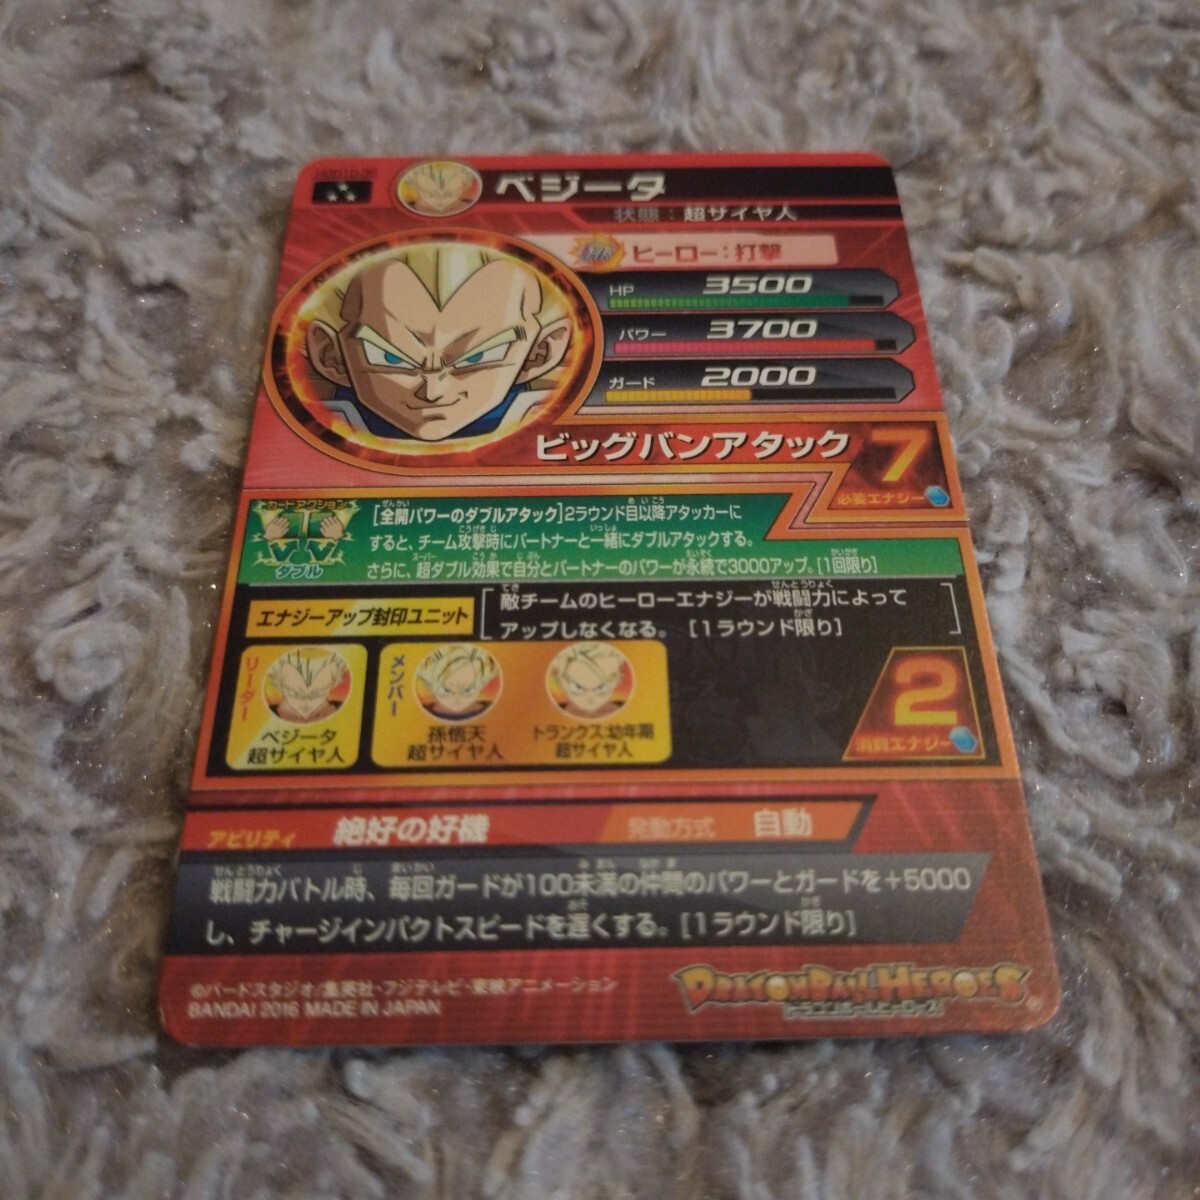 HGD10-36
ベジータ
状態：超サイヤ人
ヒーロー：打撃
HP 3500
パワー 3700
ガード 2000
ビッグバンアタック 7
必要エナジー
カードアクション
ダブル
[全開パワーのダブルアタック]2ラウンド目以降アタッカーに
すると、チーム攻撃時にパートナーと一緒にダブルアタックする。
さらに、超ダブル効果で自分とパートナーのパワーが永続で3000アップ。[1回限り]
エナジーアップ封印ユニット
敵チームのヒーローエナジーが戦闘力によって
アップしなくなる。[1ラウンド限り]
リーダー
ベジータ
超サイヤ人
メンバー
孫悟天
超サイヤ人
トランクス:幼年期
超サイヤ人
2
消費エナジー
アビリティ 絶好の好機 発動方式 自動
戦闘力バトル時、毎回ガードが100未満の仲間のパワーとガードを+5000
し、チャージインパクトスピードを遅くする。[1ラウンド限り]
©バードスタジオ/集英社・フジテレビ・東映アニメーション
BANDAI 2016 MADE IN JAPAN
DRAGONBALL HEROES
ドラゴンボールヒーローズ